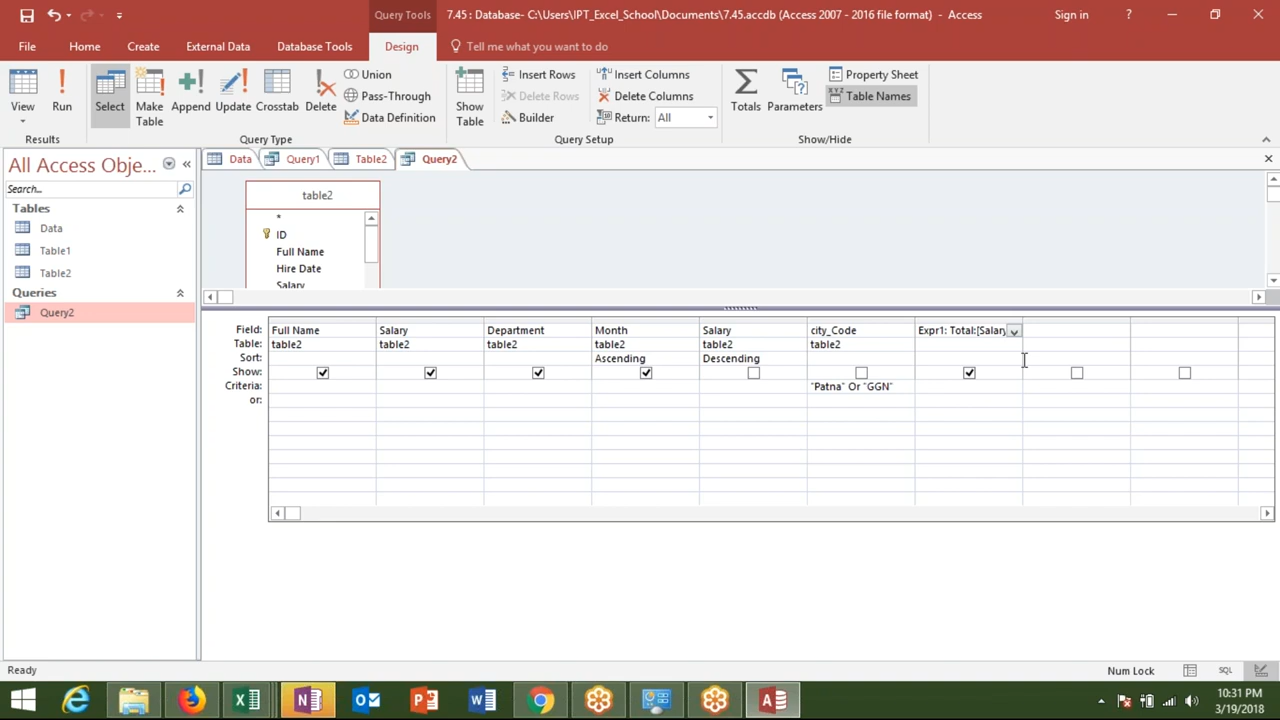 Query Tools
7.45 : Database- C:\Users\IPT_Excel_School\Documents\7.45.accdb (Access 2007 - 2016 file format) - Access
Sign in
?
File Home Create External Data Database Tools Design Tell me what you want to do
View
Run
Select
Make Table
Append
Update
Crosstab
Delete
Union
Pass-Through
Data Definition
Show Table
Insert Rows
Delete Rows
Builder
Insert Columns
Delete Columns
Return: All
Totals
Parameters
Property Sheet
Table Names
Results
Query Type
Query Setup
Show/Hide
All Access Obje...
Search...
Tables
Data
Table1
Table2
Queries
Query2
Data Query1 Table2 Query2
table2
*
ID
Full Name
Hire Date
Salary
Field: Full Name Salary Department Month Salary city_Code Expr1: Total:[Salary
Table: table2 table2 table2 table2 table2 table2
Sort: Ascending Descending
Show:
Criteria: "Patna" Or "GGN"
or:
Ready
Num Lock
SQL
10:31 PM
3/19/2018